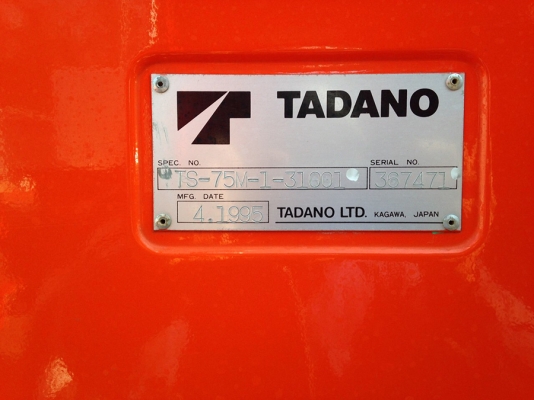 TADANO
SPEC. NO. SERIAL NO.
TS-75M-1-31001 367471
MFG. DATE
4.1995 TADANO LTD. KAGAWA, JAPAN